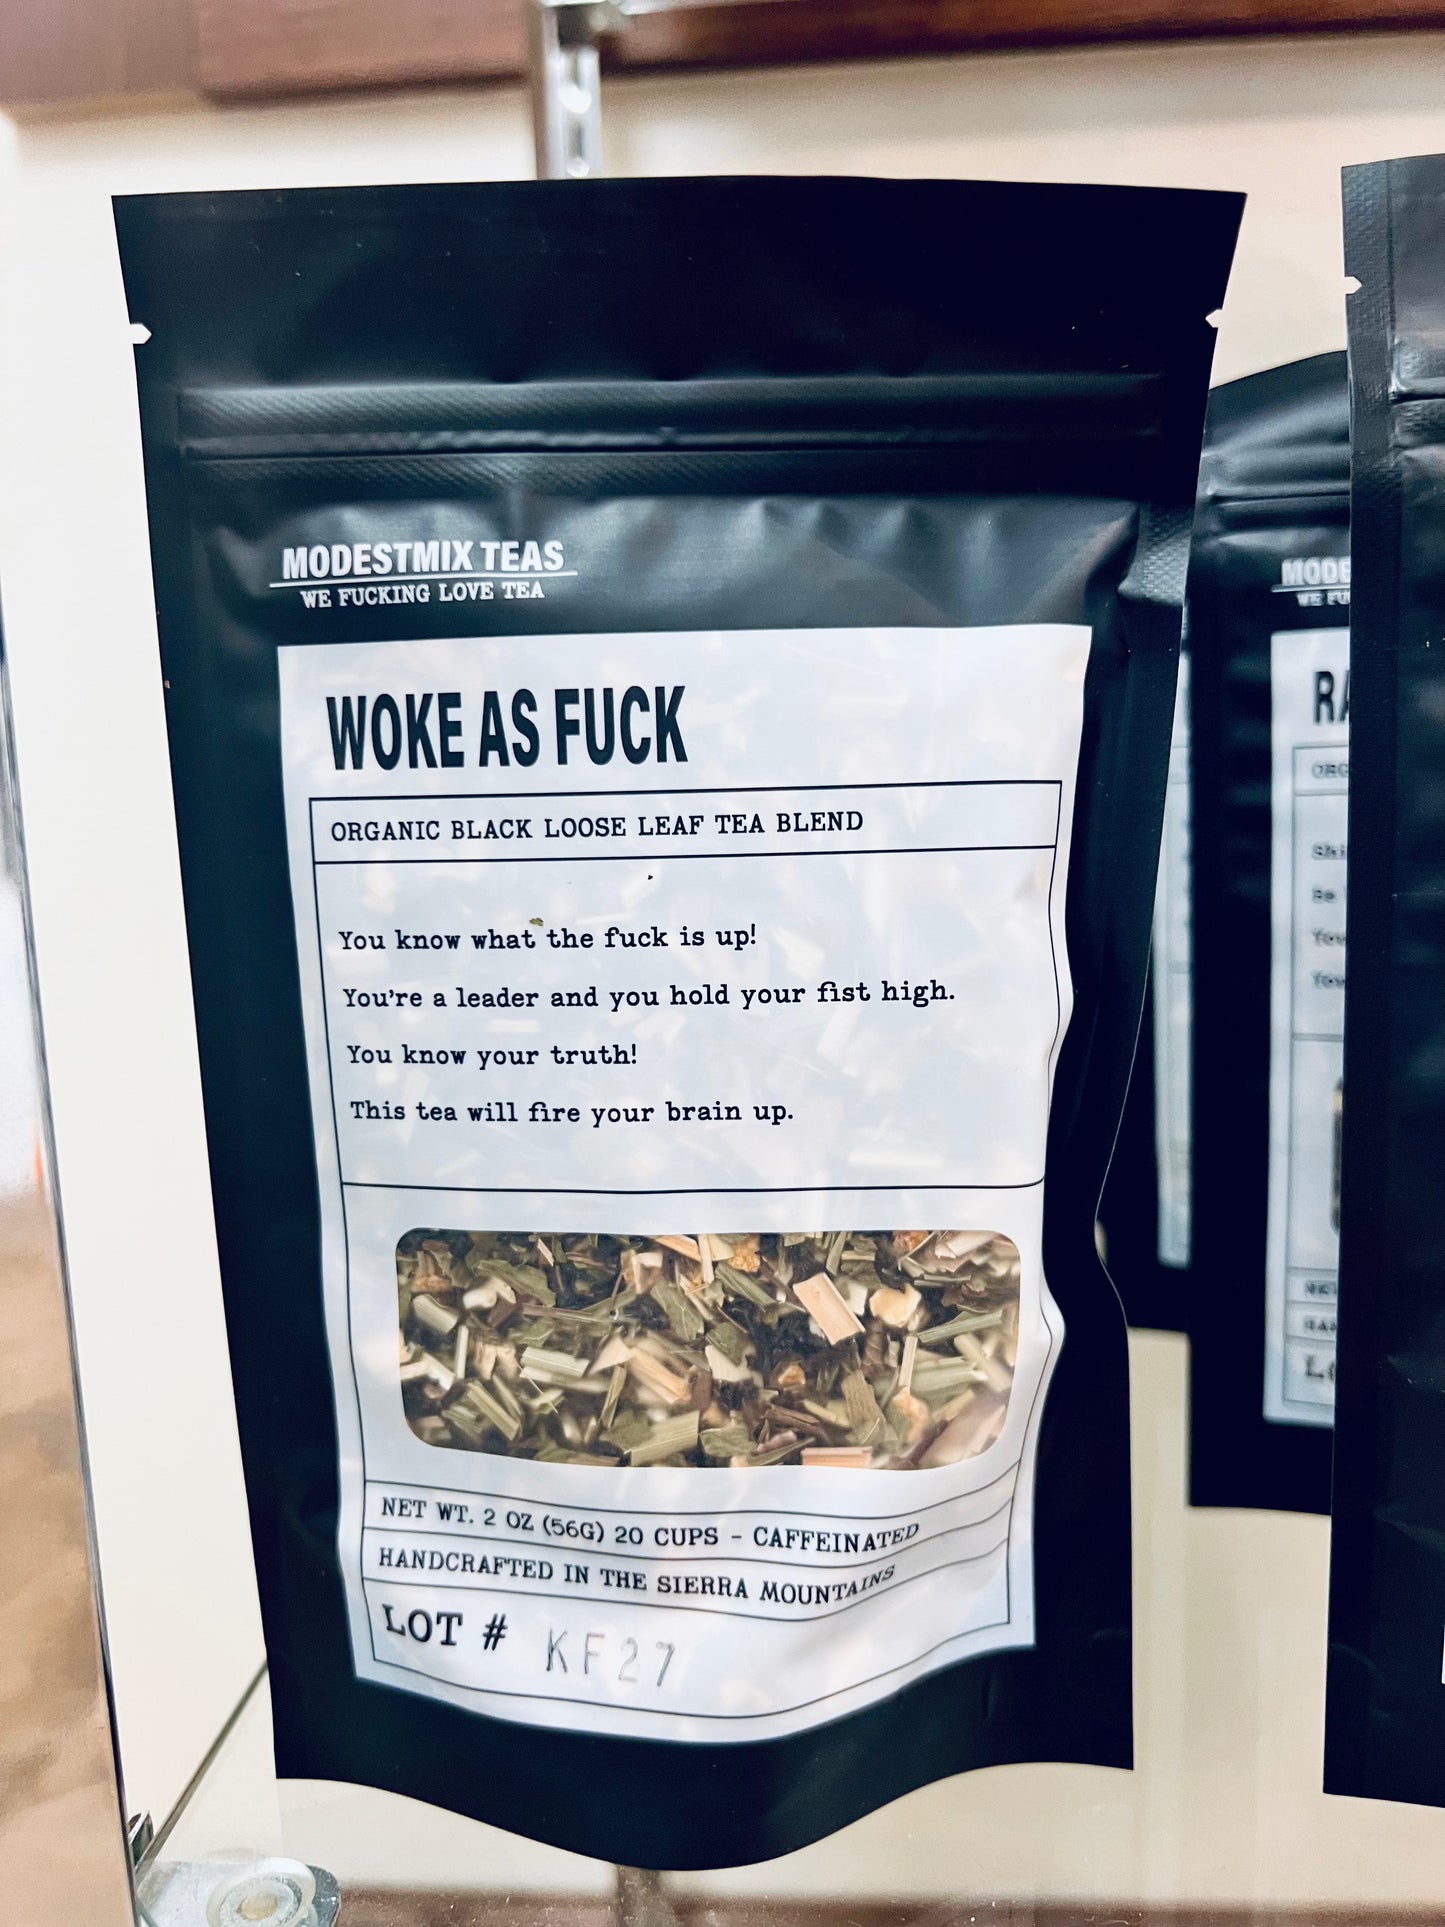 MODESTMIX TEAS
WE FUCKING LOVE TEA
WOKE AS FUCK
ORGANIC BLACK LOOSE LEAF TEA BLEND
You know what the fuck is up!
You're a leader and you hold your fist high.
You know your truth!
This tea will fire your brain up.
NET WT. 2 OZ (56G) 20 CUPS - CAFFEINATED
HANDCRAFTED IN THE SIERRA MOUNTAINS
LOT # KF27